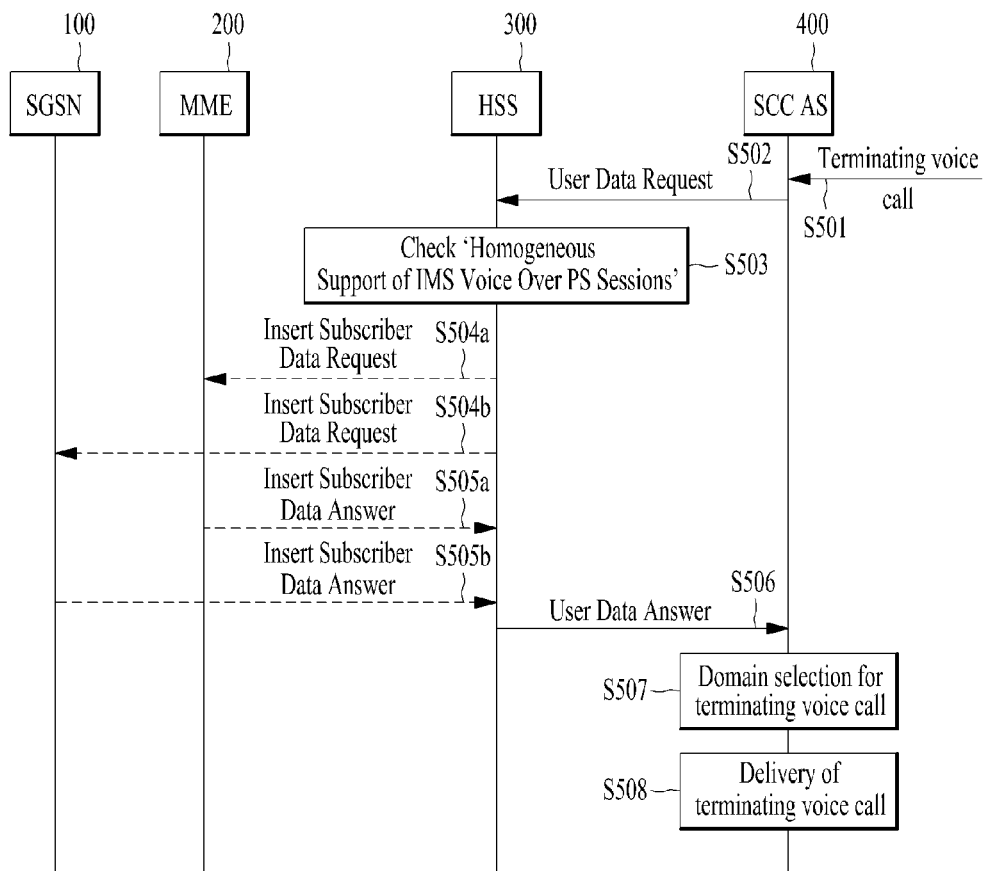 100
200
300
400
SGSN
MME
HSS
SCC AS
S502
Terminating voice
call
User Data Request
S501
Check ‘Homogeneous
Support of IMS Voice Over PS Sessions’
S503
Insert Subscriber
Data Request
S504a
Insert Subscriber
Data Request
S504b
Insert Subscriber
Data Answer
S505a
Insert Subscriber
Data Answer
S505b
User Data Answer
S506
S507
Domain selection for
terminating voice call
S508
Delivery of
terminating voice call